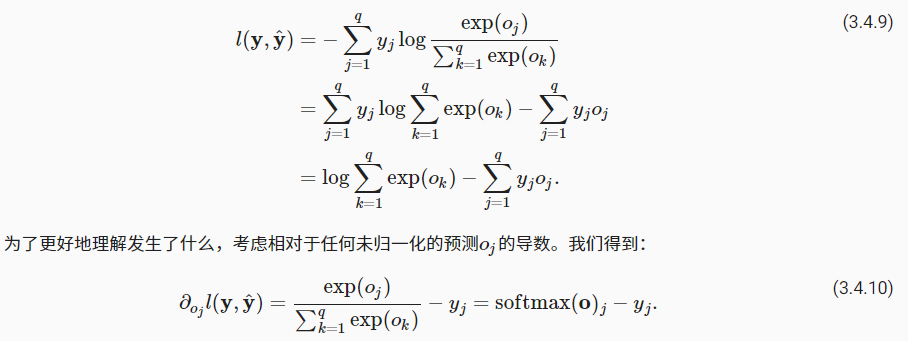 l(𝐲, ŷ) = −∑_{j=1}^{q} y_j log exp(o_j) / ∑_{k=1}^{q} exp(o_k) (3.4.9)
= ∑_{j=1}^{q} y_j log ∑_{k=1}^{q} exp(o_k) − ∑_{j=1}^{q} y_j o_j
= log ∑_{k=1}^{q} exp(o_k) − ∑_{j=1}^{q} y_j o_j.
为了更好地理解发生了什么，考虑相对于任何未归一化的预测o_j的导数。我们得到：
∂_{o_j} l(𝐲, ŷ) = exp(o_j) / ∑_{k=1}^{q} exp(o_k) − y_j = softmax(𝐨)_j − y_j. (3.4.10)